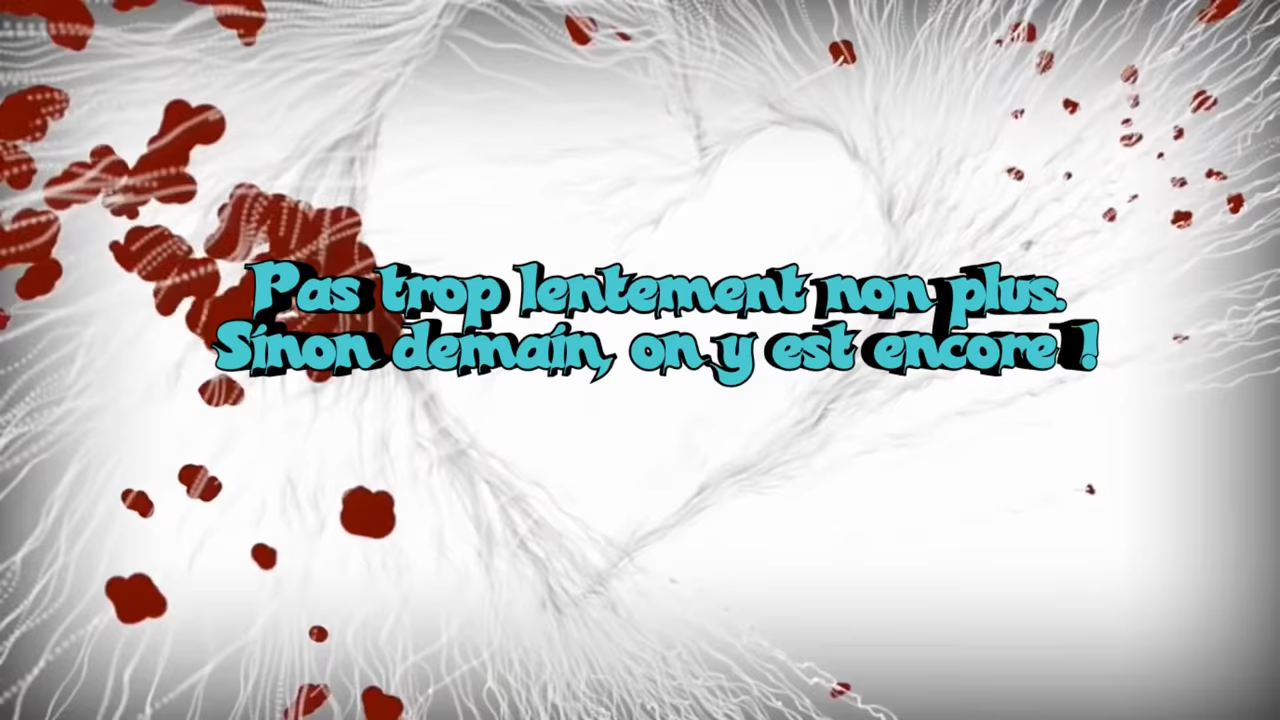 Pas trop lentement non plus.
Sinon demain, on y est encore !